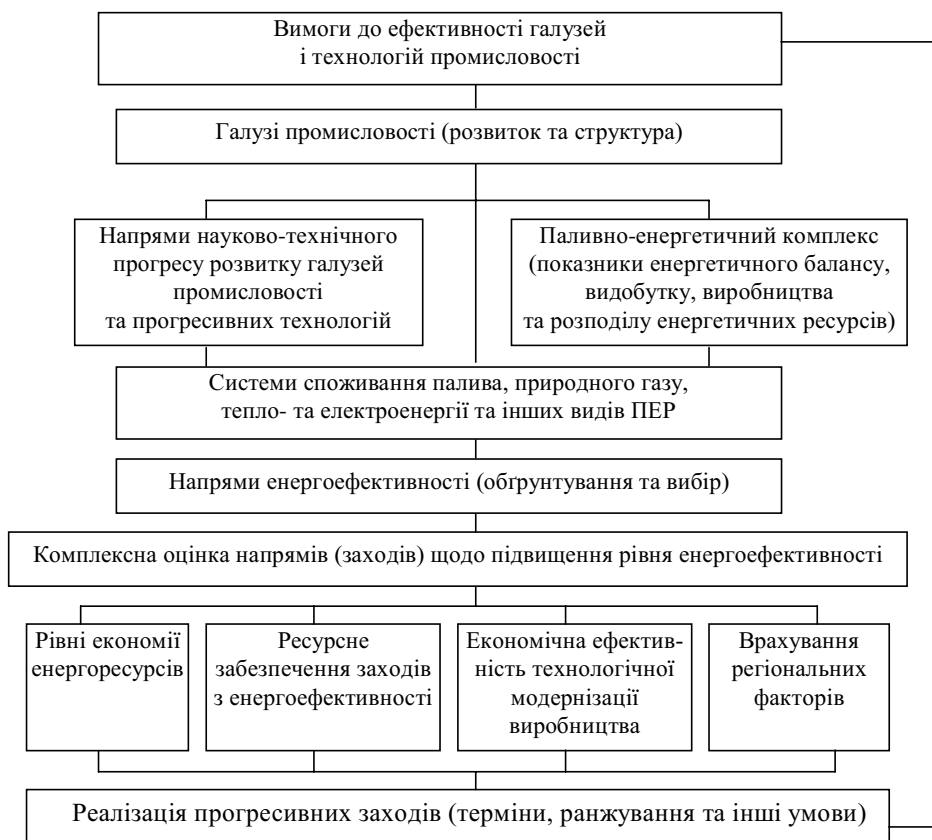 Вимоги до ефективності галузей
і технологій промисловості
Галузі промисловості (розвиток та структура)
Напрями науково-технічного
прогресу розвитку галузей
промисловості
та прогресивних технологій
Паливно-енергетичний комплекс
(показники енергетичного балансу,
видобутку, виробництва
та розподілу енергетичних ресурсів)
Системи споживання палива, природного газу,
тепло- та електроенергії та інших видів ПЕР
Напрями енергоефективності (обґрунтування та вибір)
Комплексна оцінка напрямів (заходів) щодо підвищення рівня енергоефективності
Рівні економії
енергоресурсів
Ресурсне
забезпечення заходів
з енергоефективності
Економічна ефектив-
ність технологічної
модернізації
виробництва
Врахування
регіональних
факторів
Реалізація прогресивних заходів (терміни, ранжування та інші умови)